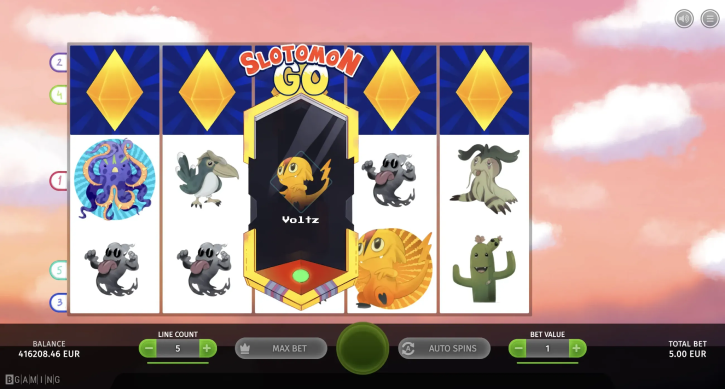 SLOTOMON
GO
2
4
1
5
3
Voltz
BALANCE
416208.46 EUR
LINE COUNT
5
MAX BET
AUTO SPINS
BET VALUE
1
TOTAL BET
5.00 EUR
BGAMING